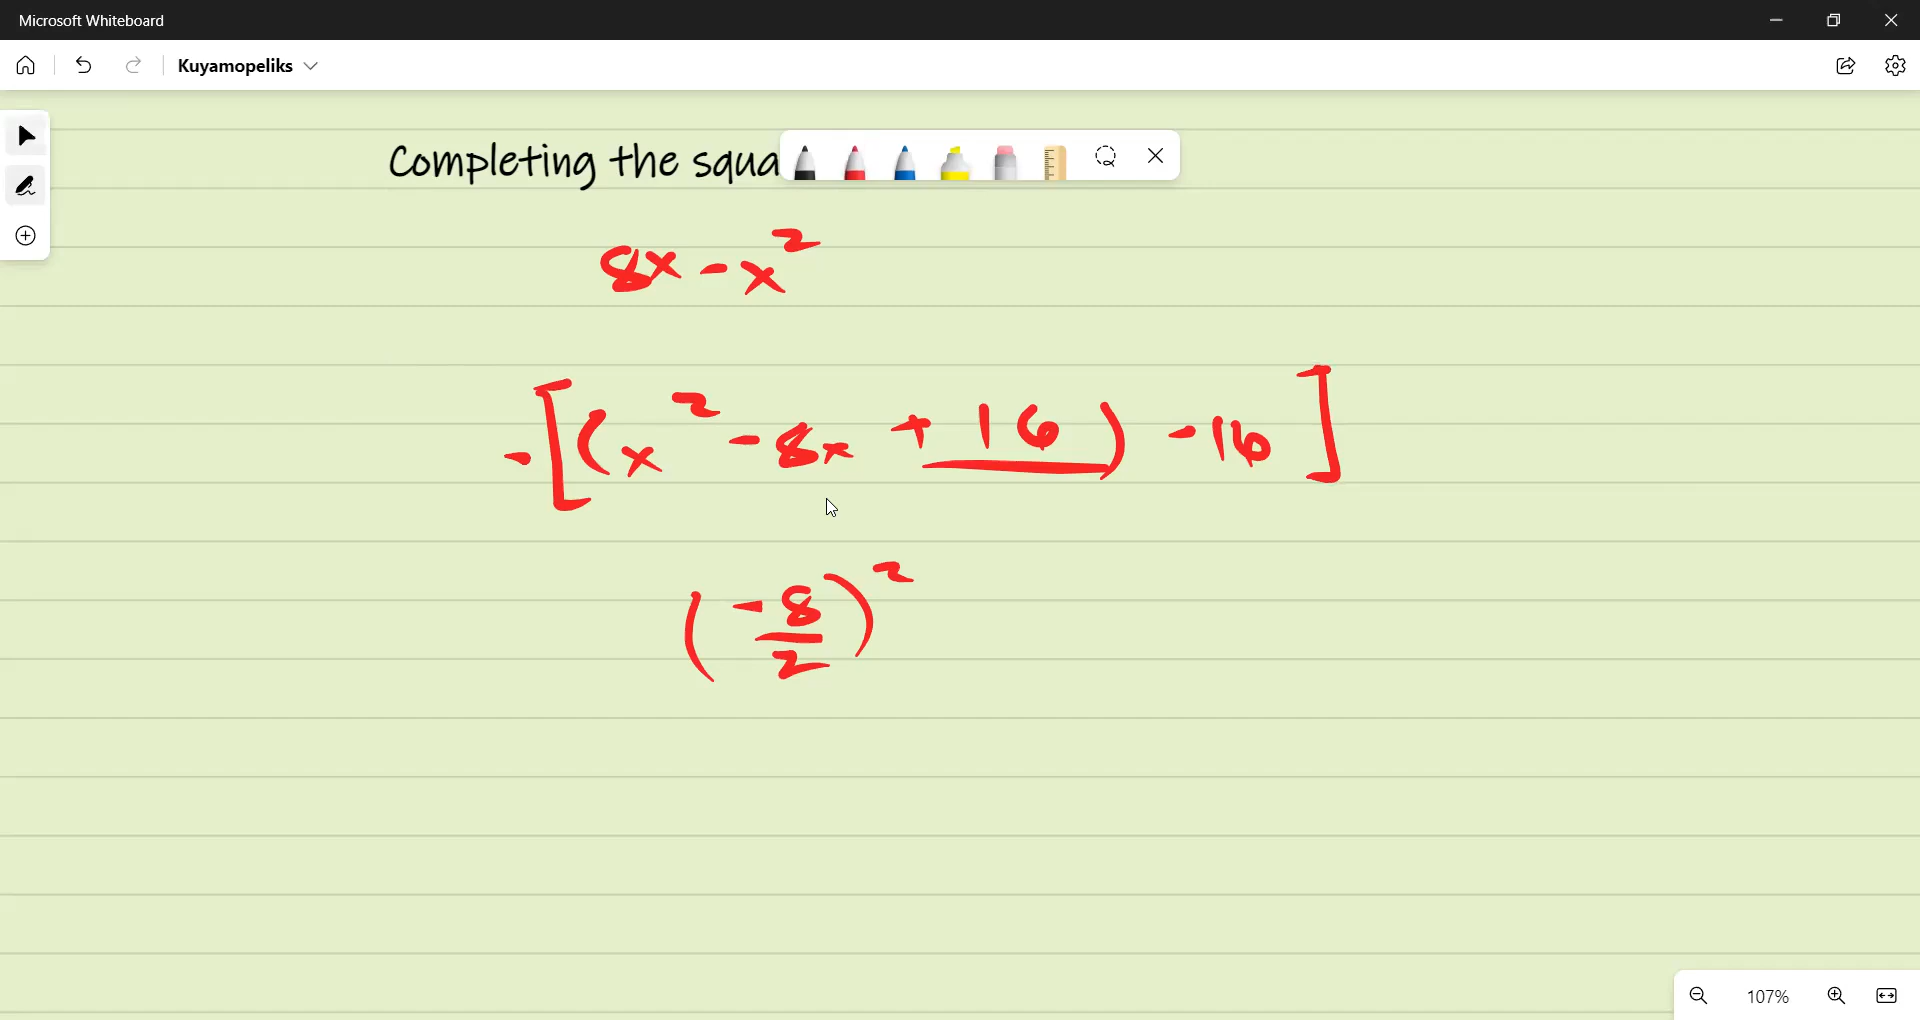 Microsoft Whiteboard
Kuyamopeliks
Completing the squa
8x - x²
- [(x² - 8x + 16) - 16]
(-8/2)²
107%